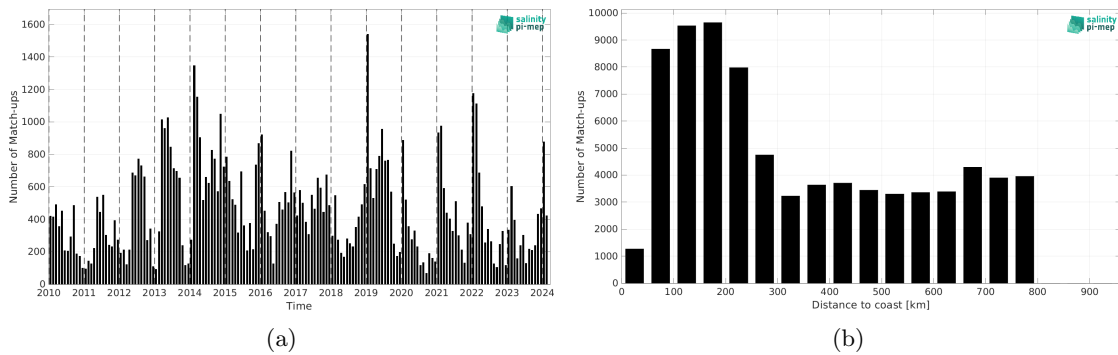 1600
1400
1200
1000
800
600
400
200
0
Number of Match-ups
2010 2011 2012 2013 2014 2015 2016 2017 2018 2019 2020 2021 2022 2023 2024
Time
salinity
pi-mep
(a)
10000
9000
8000
7000
6000
5000
4000
3000
2000
1000
0
Number of Match-ups
0 100 200 300 400 500 600 700 800 900
Distance to coast [km]
salinity
pi-mep
(b)